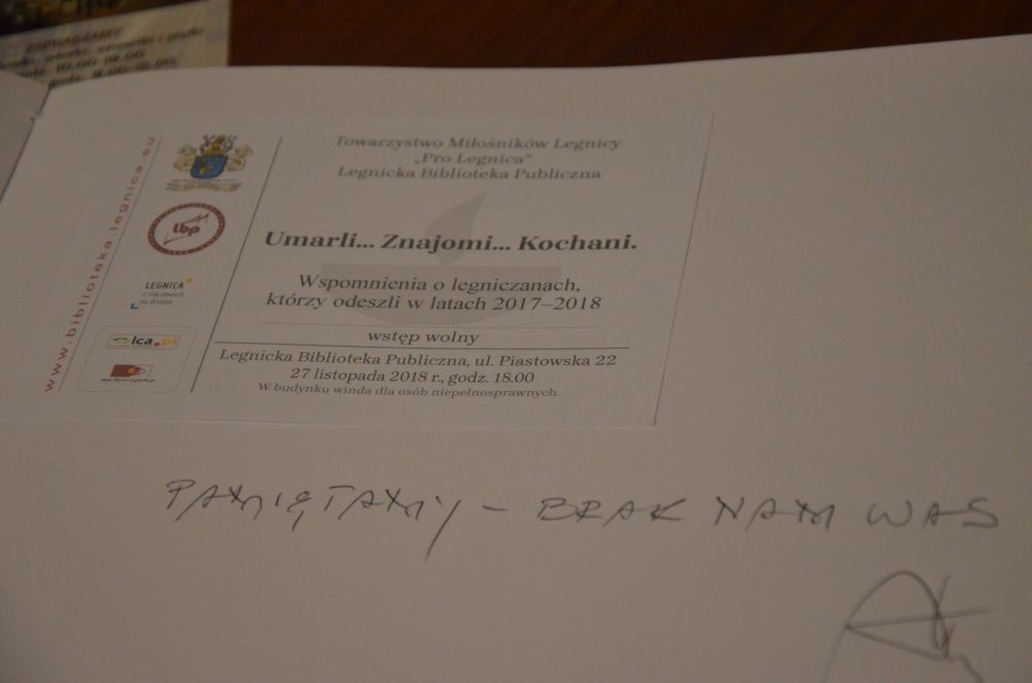 ZAPRASZAMY
Towarzystwo Miłośników Legnicy
„Pro Legnica"
Legnicka Biblioteka Publiczna
www.biblioteka.legnica.eu
lbp
Umarli... Znajomi... Kochani.
LEGNICA
Wspomnienia o legniczanach,
którzy odeszli w latach 2017–2018
lca.pl
wstęp wolny
Legnicka Biblioteka Publiczna, ul. Piastowska 22
27 listopada 2018 r., godz. 18.00
W budynku winda dla osób niepełnosprawnych.
PAMIĘTAMY – BRAK NAM WAS